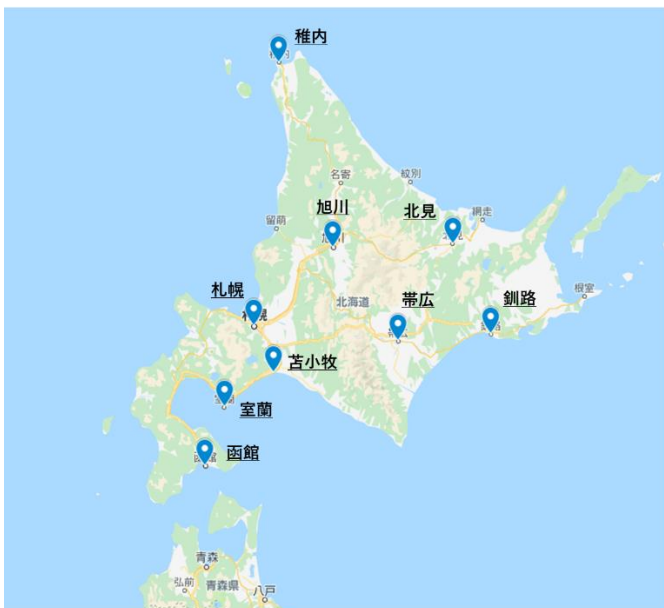 稚内
名寄
紋別
旭川
北見
網走
留萌
札幌
北海道
帯広
釧路
根室
苫小牧
室蘭
函館
青森
弘前
青森県
八戸